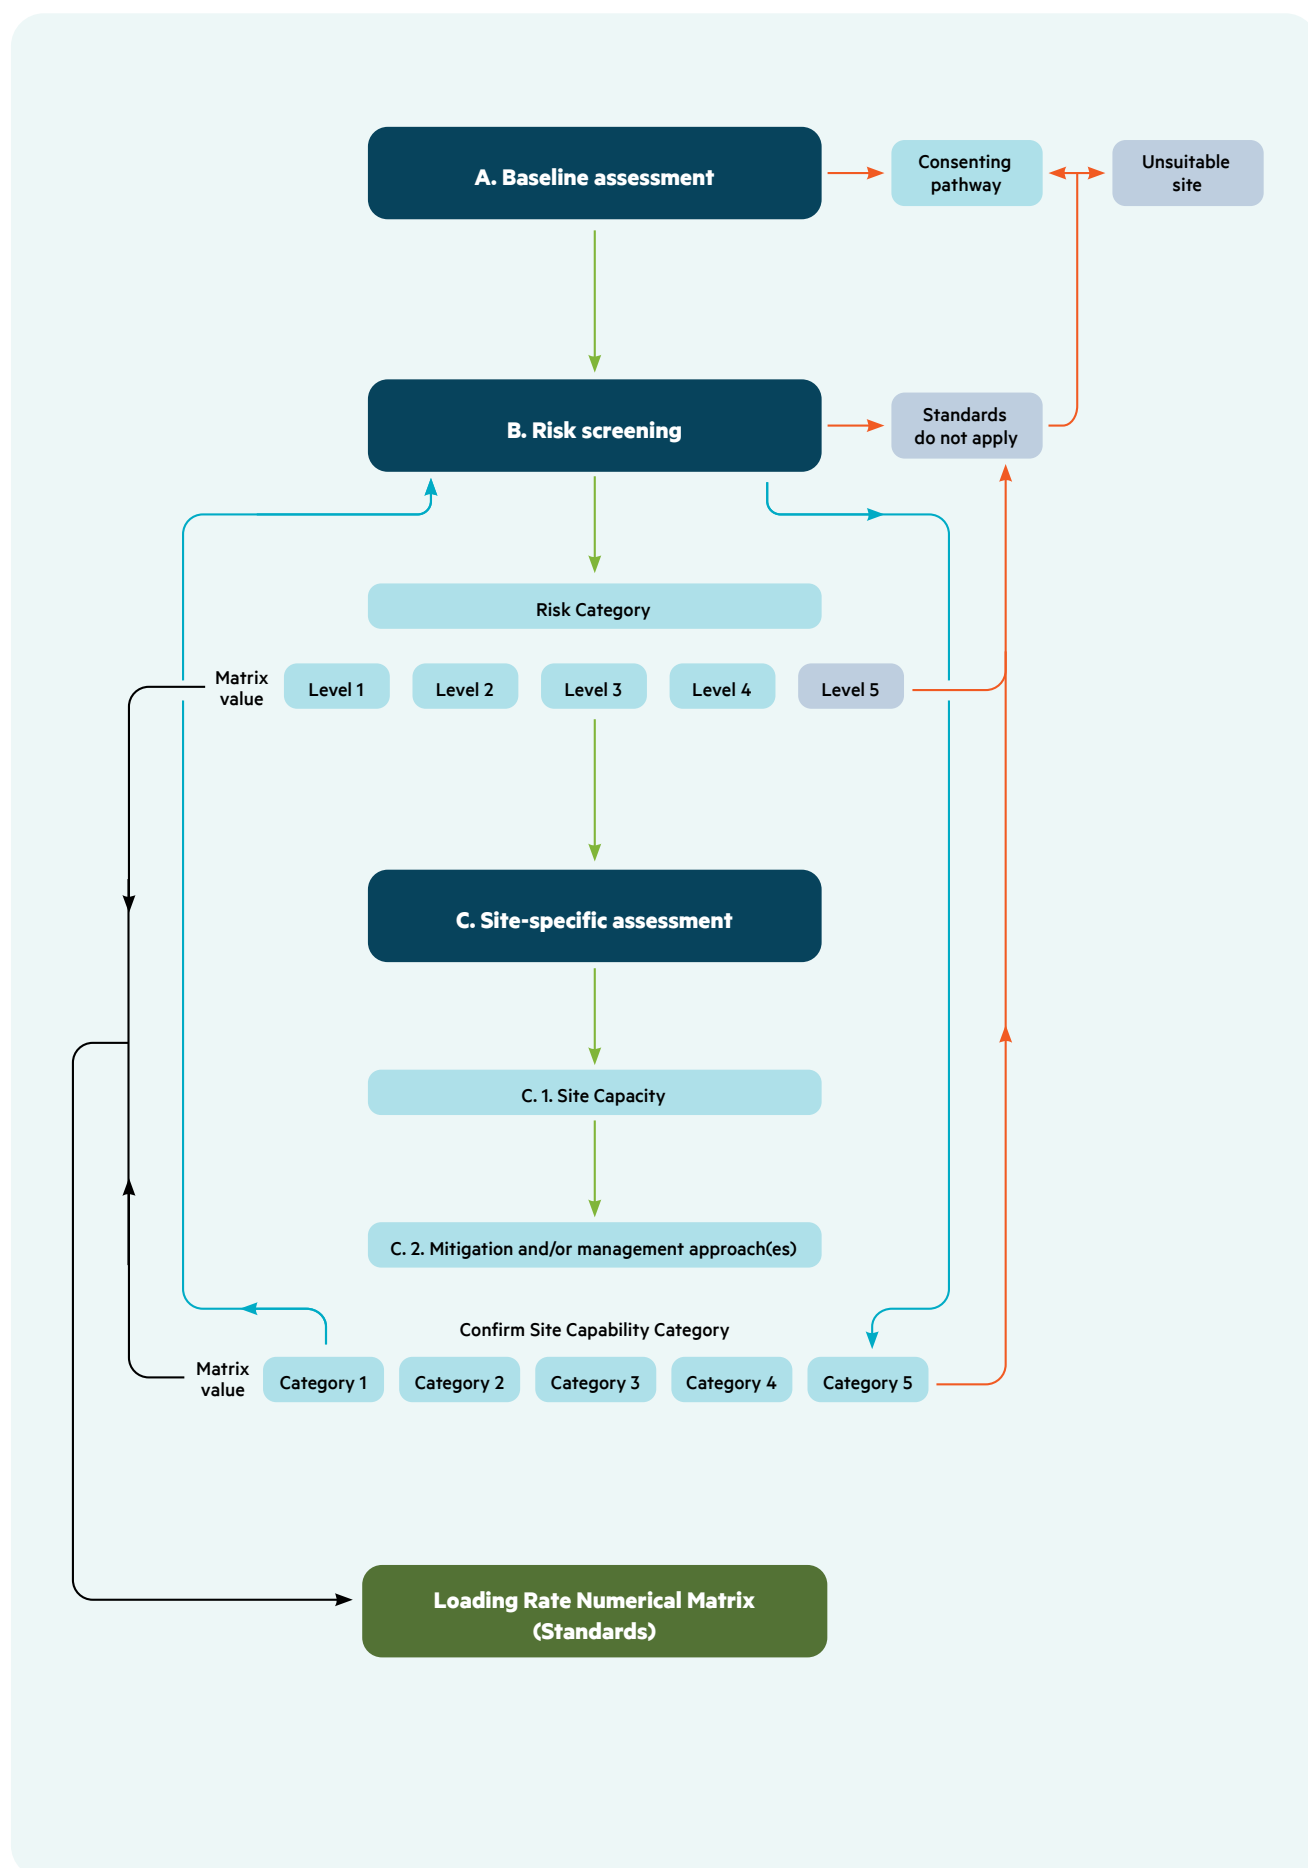 A. Baseline assessment
Consenting
pathway
Unsuitable
site
B. Risk screening
Standards
do not apply
Risk Category
Matrix
value
Level 1
Level 2
Level 3
Level 4
Level 5
C. Site-specific assessment
C. 1. Site Capacity
C. 2. Mitigation and/or management approach(es)
Confirm Site Capability Category
Matrix
value
Category 1
Category 2
Category 3
Category 4
Category 5
Loading Rate Numerical Matrix
(Standards)